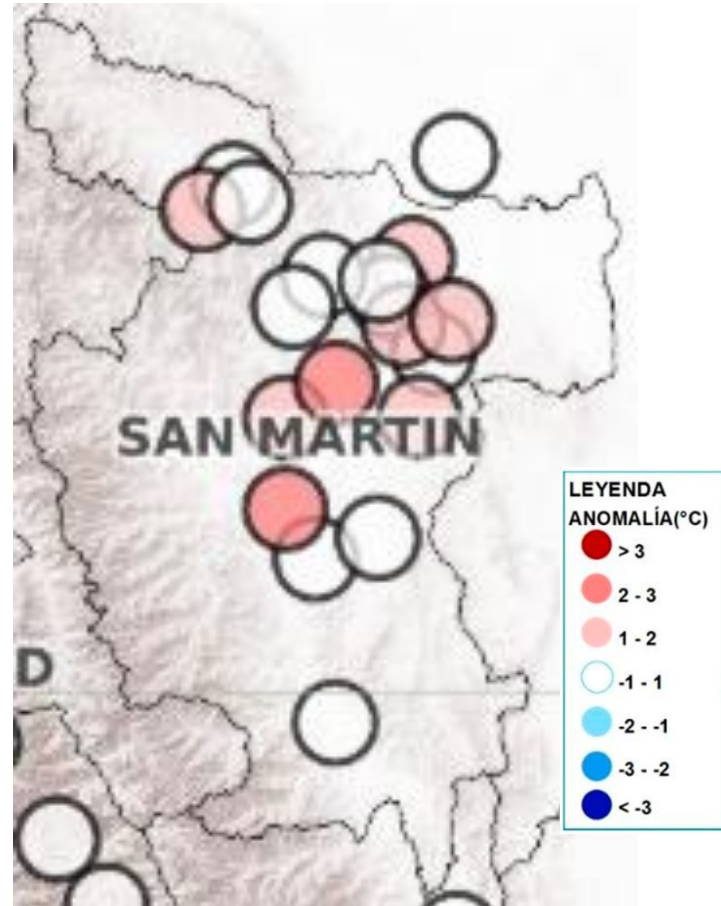 SAN MARTIN
D
LEYENDA
ANOMALÍA(°C)
> 3
2 - 3
1 - 2
-1 - 1
-2 - -1
-3 - -2
< -3